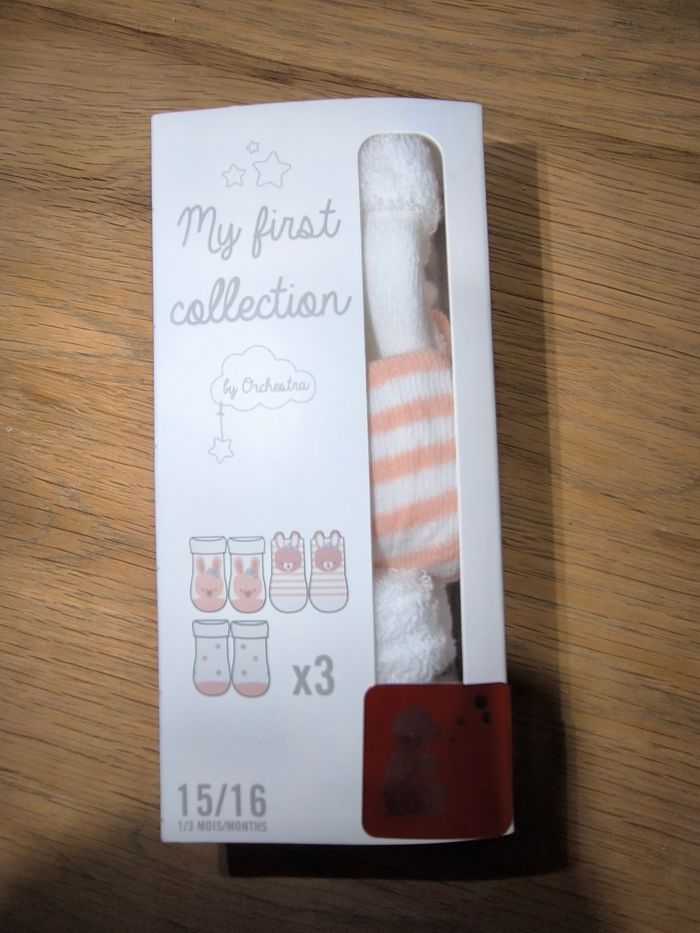 My first
collection
by Orchestra
x3
15/16
1/3 MOIS/MONTHS